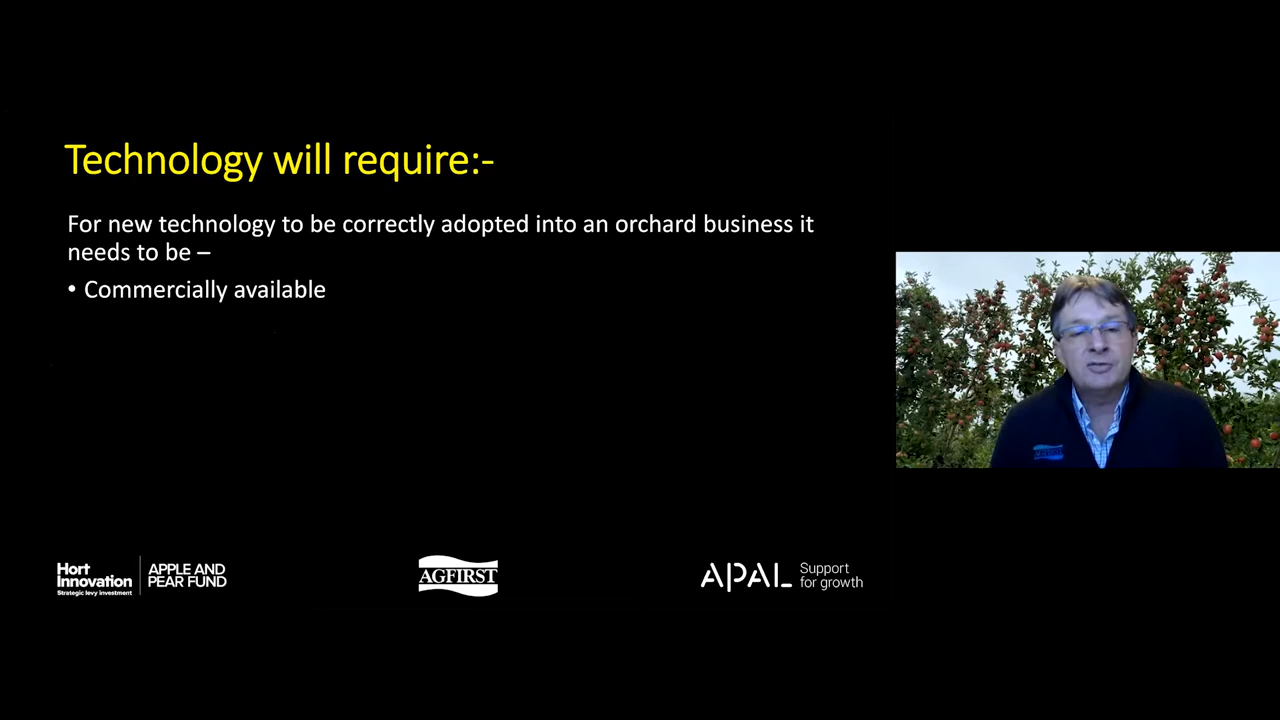 Technology will require:-
For new technology to be correctly adopted into an orchard business it
needs to be –
• Commercially available
Hort
Innovation
Strategic levy investment
APPLE AND
PEAR FUND
AGFIRST
APAL
Support
for growth
AGFIRST